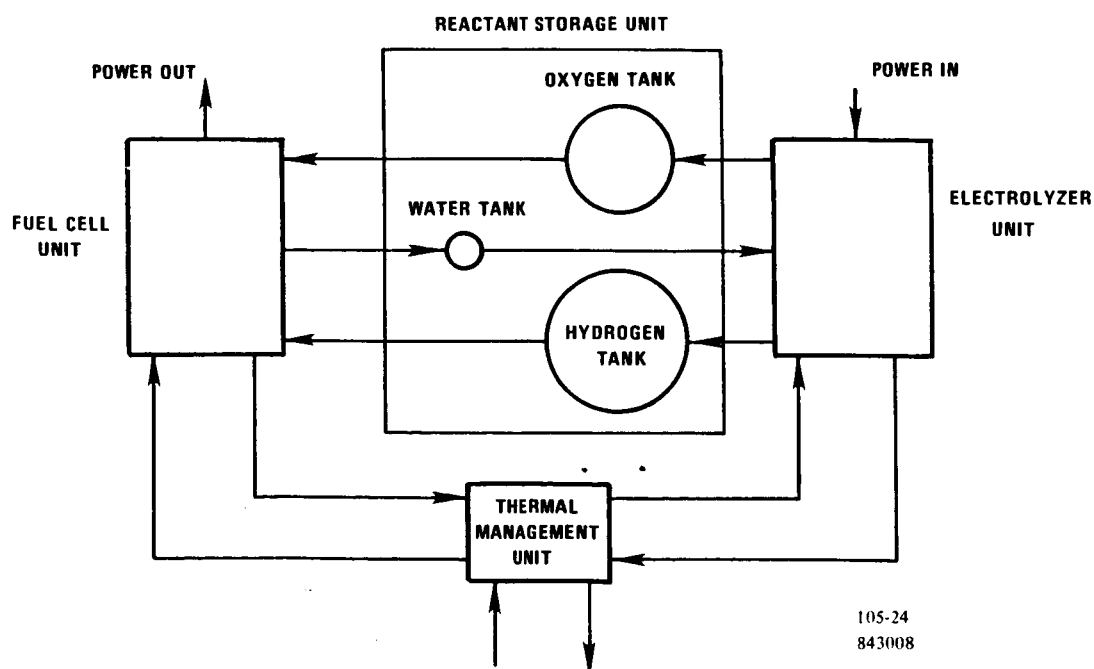 REACTANT STORAGE UNIT
POWER OUT
OXYGEN TANK
POWER IN
FUEL CELL
UNIT
WATER TANK
ELECTROLYZER
UNIT
HYDROGEN
TANK
THERMAL
MANAGEMENT
UNIT
105-24
843008